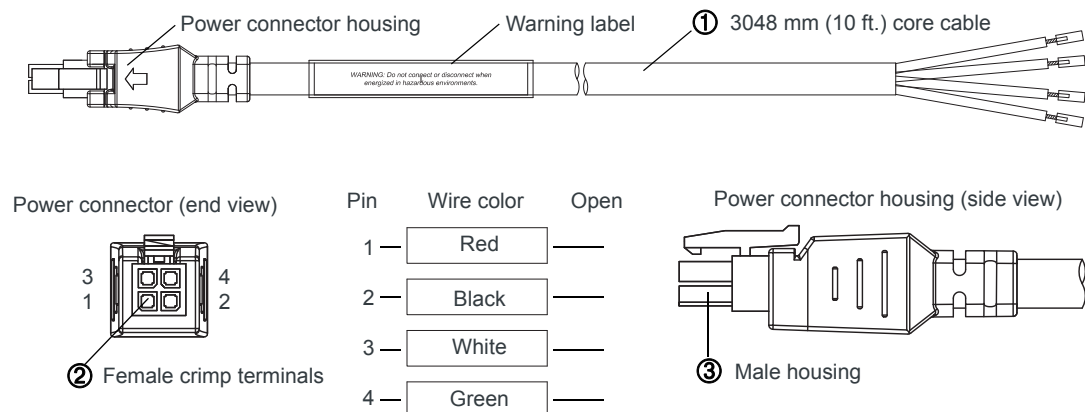 Power connector housing
Warning label
① 3048 mm (10 ft.) core cable
WARNING: Do not connect or disconnect when
energized in hazardous environments.
Power connector (end view)
3 4
1 2
② Female crimp terminals
Pin Wire color Open
1 Red
2 Black
3 White
4 Green
Power connector housing (side view)
③ Male housing